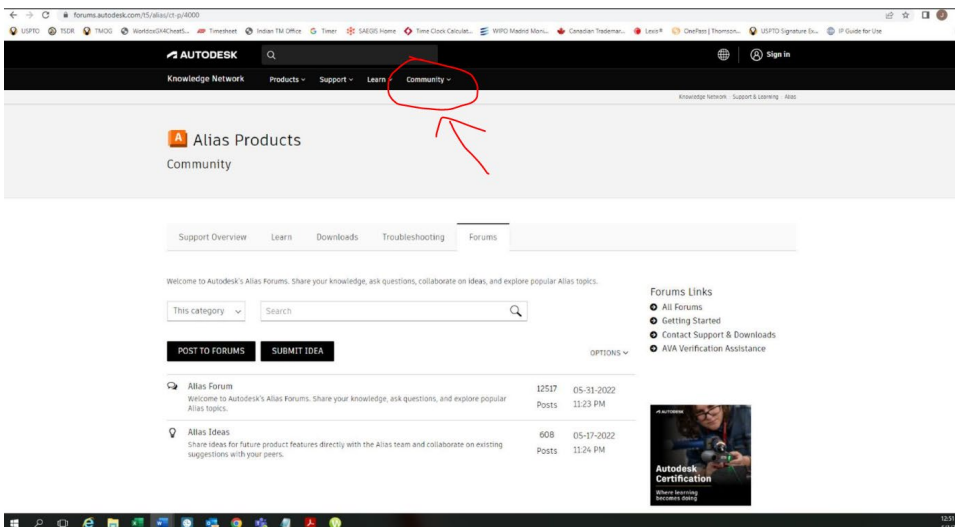 forums.autodesk.com/t5/alias/ct-p/4000
USPTO TSDR TMOG WorldoxGX4CheatS... Timesheet Indian TM Office Timer SAEGIS Home Time Clock Calculat... WIPO Madrid Moni... Canadian Trademar... Lexis® OnePass | Thomson... USPTO Signature Ex... IP Guide for Use
AUTODESK
Sign in
Knowledge Network Products Support Learn Community
Knowledge Network Support & Learning Alias
A Alias Products
Community
Support Overview Learn Downloads Troubleshooting Forums
Welcome to Autodesk's Alias Forums. Share your knowledge, ask questions, collaborate on ideas, and explore popular Alias topics.
This category Search
POST TO FORUMS SUBMIT IDEA
OPTIONS
Alias Forum 12517 05-31-2022
Welcome to Autodesk's Alias Forums. Share your knowledge, ask questions, and explore popular Posts 11:23 PM
Alias topics.
Alias Ideas 608 05-17-2022
Share ideas for future product features directly with the Alias team and collaborate on existing Posts 11:24 PM
suggestions with your peers.
Forums Links
All Forums
Getting Started
Contact Support & Downloads
AVA Verification Assistance
AUTODESK
Autodesk
Certification
Where learning
becomes doing
12:51